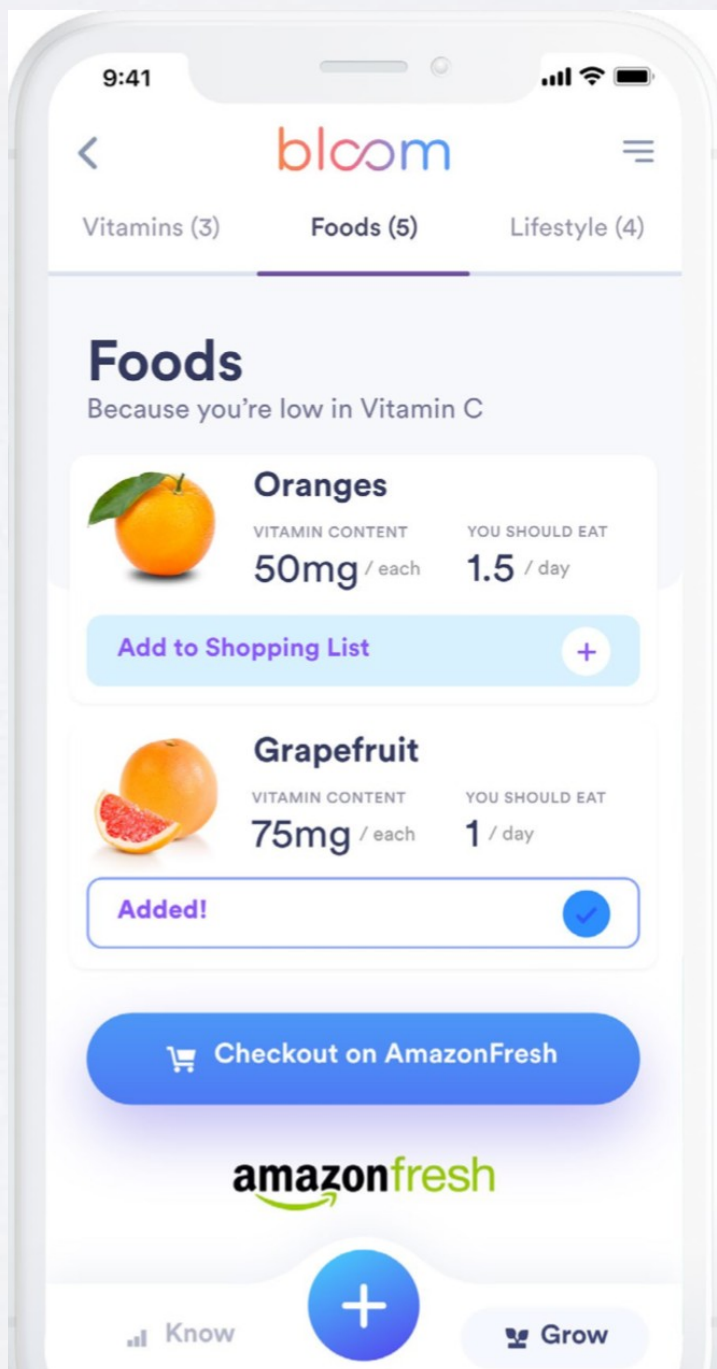 9:41
bloom
Vitamins (3) Foods (5) Lifestyle (4)
Foods
Because you’re low in Vitamin C
Oranges
VITAMIN CONTENT YOU SHOULD EAT
50mg / each 1.5 / day
Add to Shopping List
Grapefruit
VITAMIN CONTENT YOU SHOULD EAT
75mg / each 1 / day
Added!
Checkout on AmazonFresh
amazonfresh
Know Grow